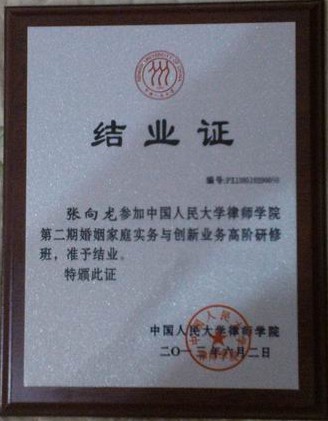 结业证
编号:
张向龙参加中国人民大学律师学院
第二期婚姻家庭实务与创新业务高阶研修
班，准予结业。
特颁此证
中国人民大学律师学院
二〇一三年六月二日